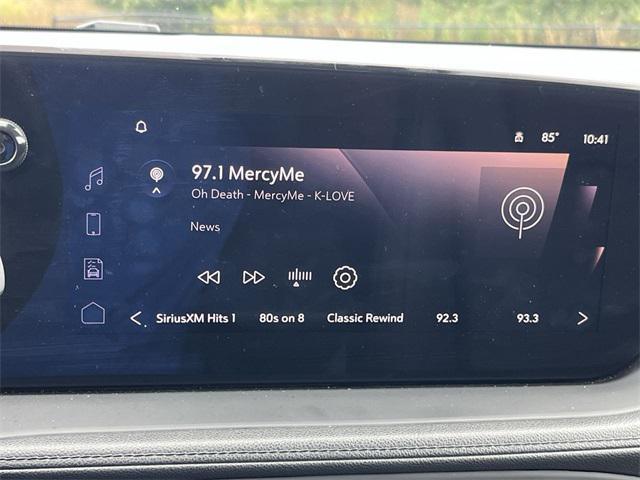 85° 10:41
97.1 MercyMe
Oh Death - MercyMe - K-LOVE
News
SiriusXM Hits 1 80s on 8 Classic Rewind 92.3 93.3